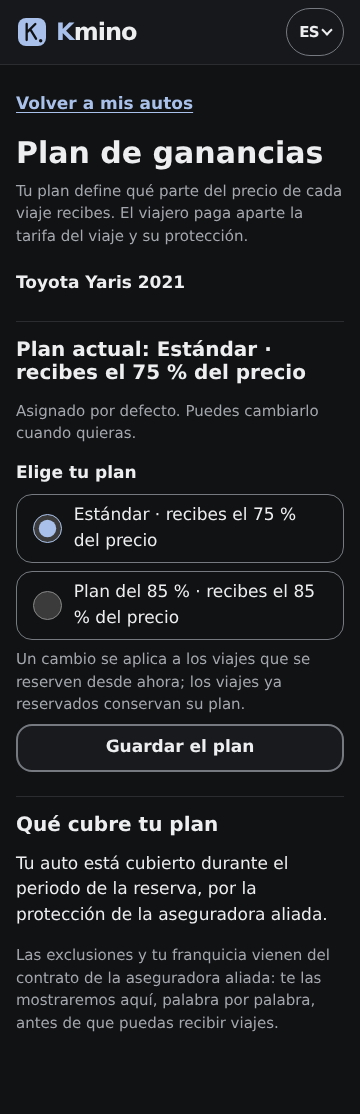 K. Kmino
ES
Volver a mis autos
Plan de ganancias
Tu plan define qué parte del precio de cada
viaje recibes. El viajero paga aparte la
tarifa del viaje y su protección.
Toyota Yaris 2021
Plan actual: Estándar ·
recibes el 75 % del precio
Asignado por defecto. Puedes cambiarlo
cuando quieras.
Elige tu plan
Estándar · recibes el 75 %
del precio
Plan del 85 % · recibes el 85
% del precio
Un cambio se aplica a los viajes que se
reserven desde ahora; los viajes ya
reservados conservan su plan.
Guardar el plan
Qué cubre tu plan
Tu auto está cubierto durante el
periodo de la reserva, por la
protección de la aseguradora aliada.
Las exclusiones y tu franquicia vienen del
contrato de la aseguradora aliada: te las
mostraremos aquí, palabra por palabra,
antes de que puedas recibir viajes.